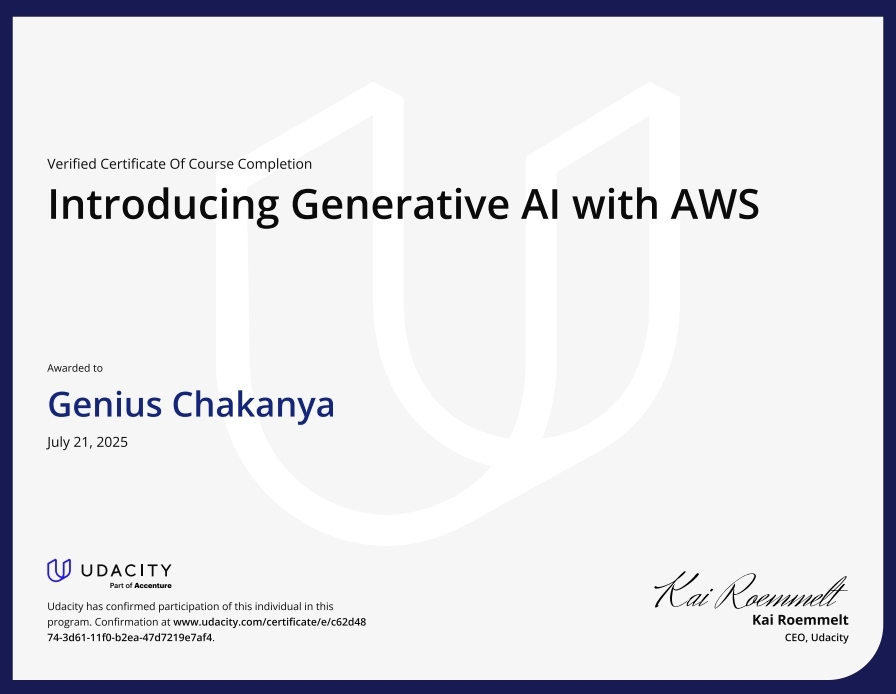 Verified Certificate Of Course Completion
Introducing Generative AI with AWS
Awarded to
Genius Chakanya
July 21, 2025
UDACITY
Part of Accenture
Udacity has confirmed participation of this individual in this
program. Confirmation at www.udacity.com/certificate/e/c62d48
74-3d61-11f0-b2ea-47d7219e7af4.
Kai Roemmelt
Kai Roemmelt
CEO, Udacity